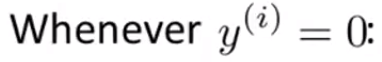 Whenever $y^{(i)} = 0$: